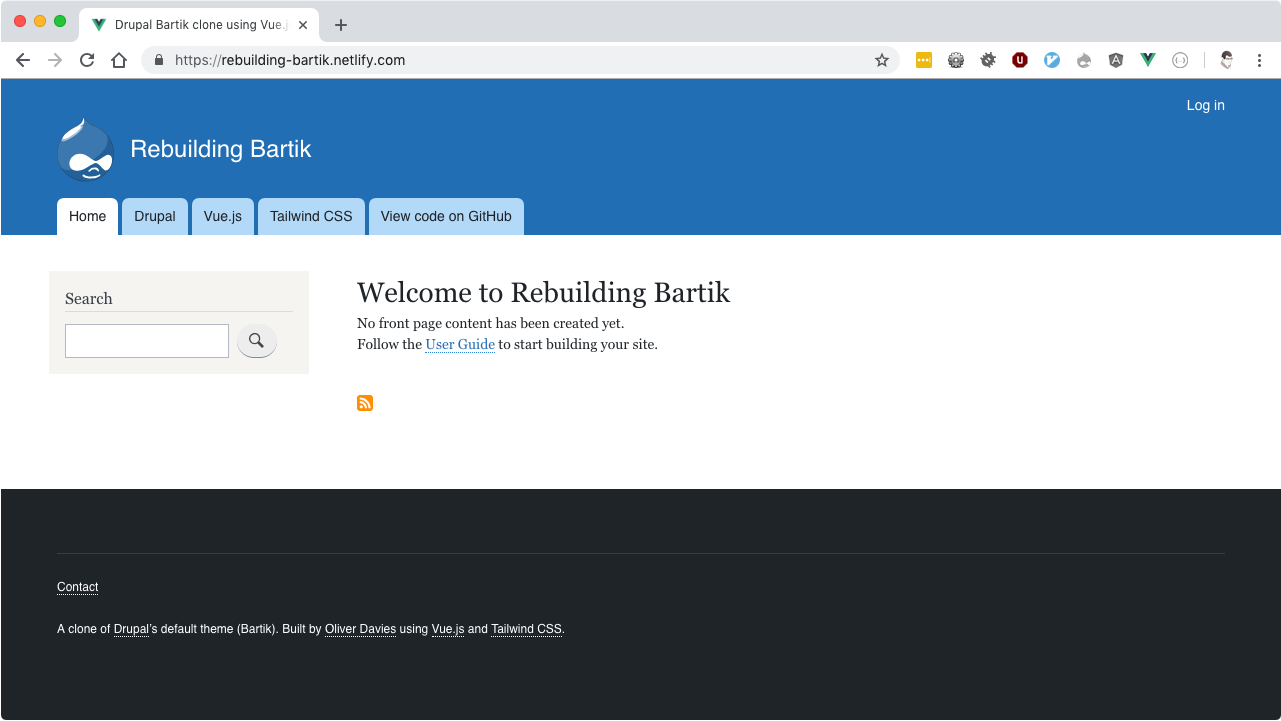 Drupal Bartik clone using Vue.j
https://rebuilding-bartik.netlify.com
Log in
Rebuilding Bartik
Home Drupal Vue.js Tailwind CSS View code on GitHub
Search
Welcome to Rebuilding Bartik
No front page content has been created yet.
Follow the User Guide to start building your site.
Contact
A clone of Drupal’s default theme (Bartik). Built by Oliver Davies using Vue.js and Tailwind CSS.